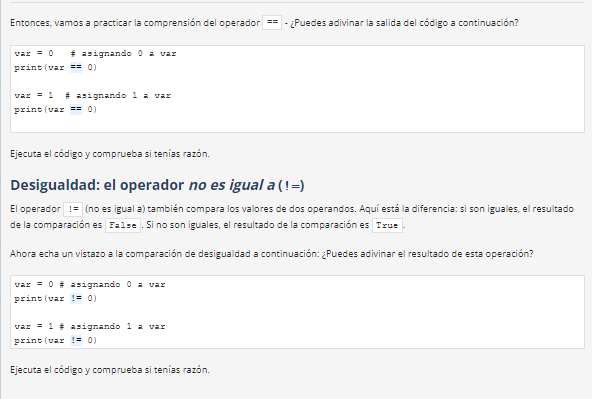 Entonces, vamos a practicar la comprensión del operador == - ¿Puedes adivinar la salida del código a continuación?
var = 0   # asignando 0 a var
print(var == 0)
var = 1  # asignando 1 a var
print(var == 0)
Ejecuta el código y comprueba si tenías razón.
Desigualdad: el operador no es igual a (!=)
El operador != (no es igual a) también compara los valores de dos operandos. Aquí está la diferencia: si son iguales, el resultado
de la comparación es False . Si no son iguales, el resultado de la comparación es True .
Ahora echa un vistazo a la comparación de desigualdad a continuación: ¿Puedes adivinar el resultado de esta operación?
var = 0 # asignando 0 a var
print(var != 0)
var = 1 # asignando 1 a var
print(var != 0)
Ejecuta el código y comprueba si tenías razón.